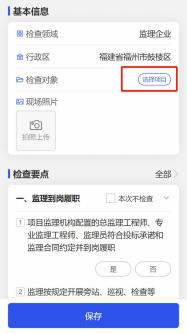 基本信息
检查领域 监理企业
行政区 福建省福州市鼓楼区
检查对象 选择项目
现场照片
拍照上传
检查要点 全部
一、监理到岗履职 本次不检查
1 项目监理机构配置的总监理工程师、专
业监理工程师、监理员符合投标承诺和
监理合同约定并到岗履职
是 否
2 监理按规定开展旁站、巡视、检查等
保存